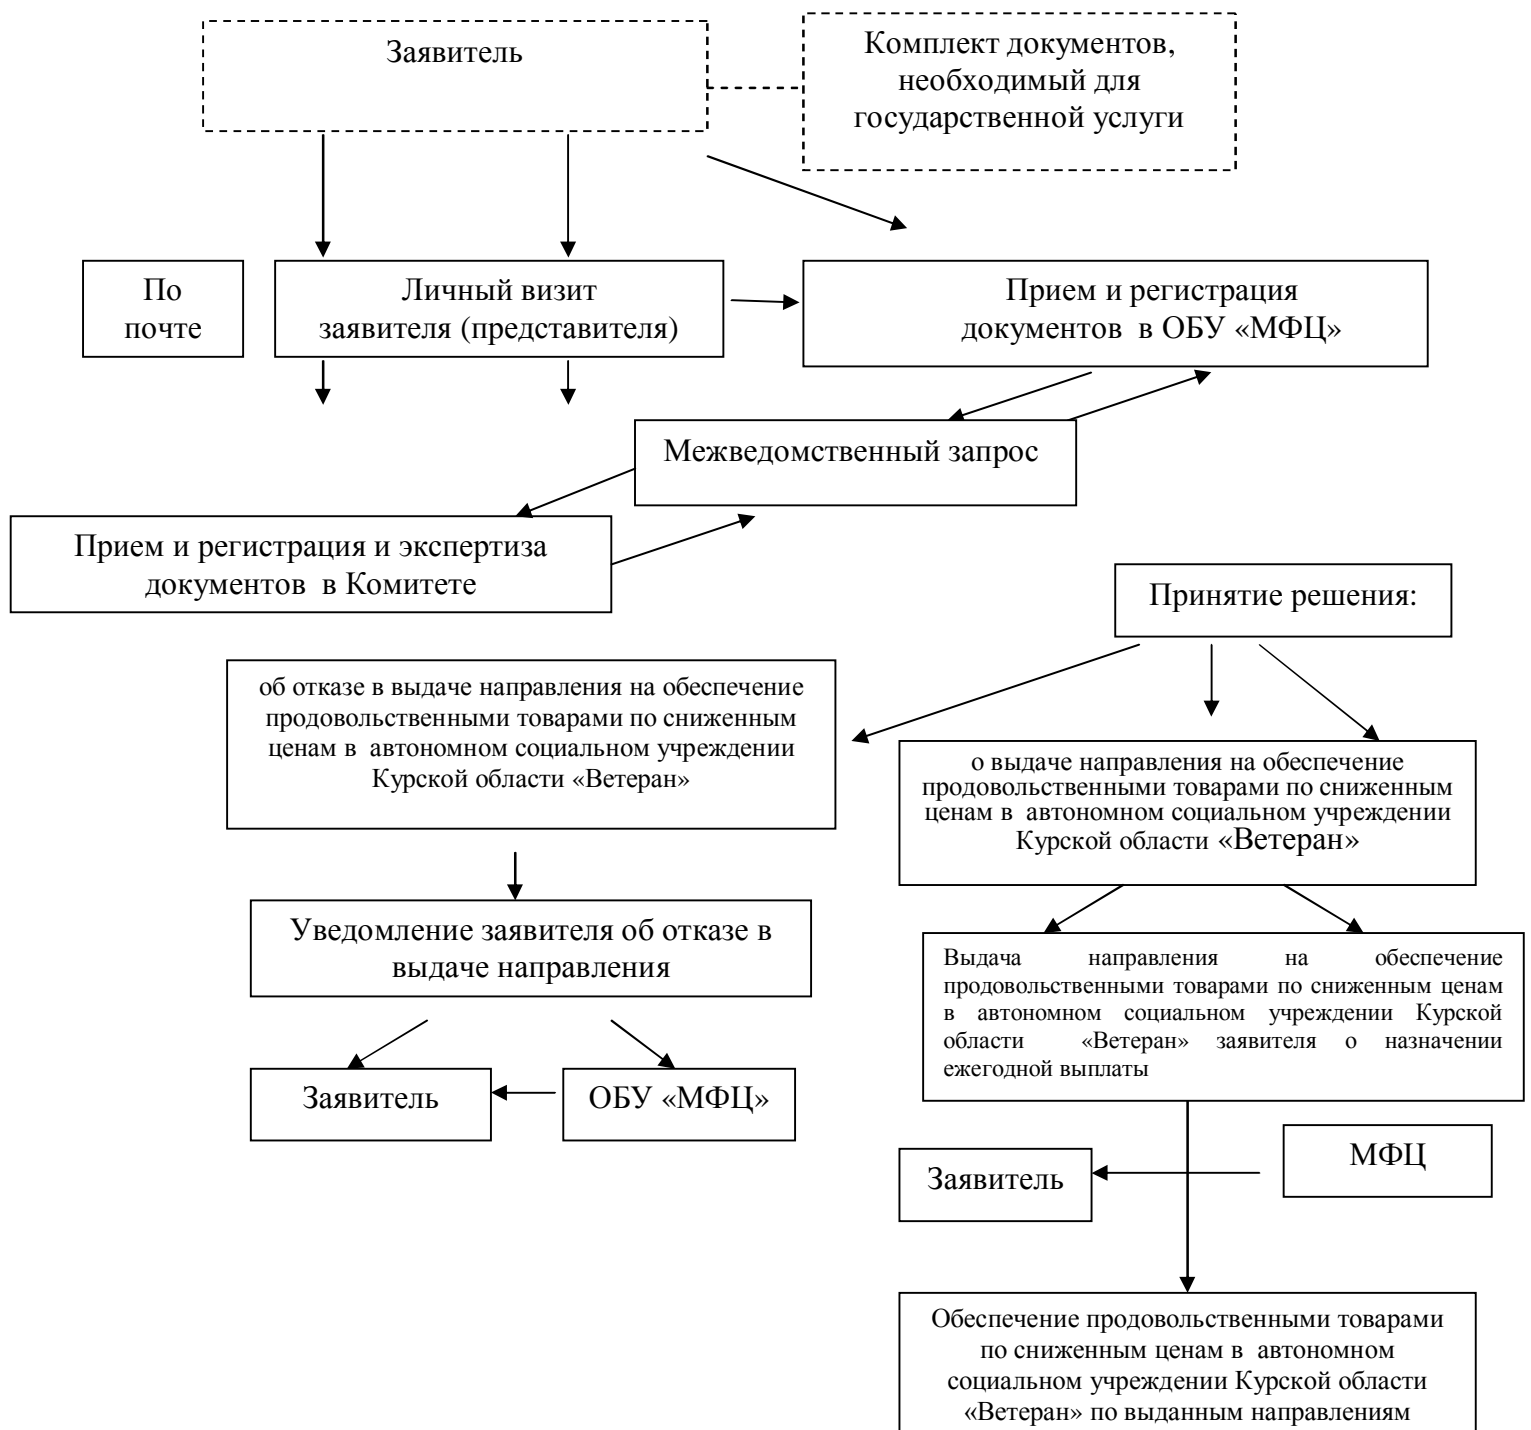 Заявитель
Комплект документов,
необходимый для
государственной услуги
По
почте
Личный визит
заявителя (представителя)
Прием и регистрация
документов в ОБУ «МФЦ»
Межведомственный запрос
Прием и регистрация и экспертиза
документов в Комитете
Принятие решения:
об отказе в выдаче направления на обеспечение
продовольственными товарами по сниженным
ценам в автономном социальном учреждении
Курской области «Ветеран»
о выдаче направления на обеспечение
продовольственными товарами по сниженным
ценам в автономном социальном учреждении
Курской области «Ветеран»
Уведомление заявителя об отказе в
выдаче направления
Выдача направления на обеспечение
продовольственными товарами по сниженным ценам
в автономном социальном учреждении Курской
области «Ветеран» заявителя о назначении
ежегодной выплаты
Заявитель
ОБУ «МФЦ»
МФЦ
Заявитель
Обеспечение продовольственными товарами
по сниженным ценам в автономном
социальном учреждении Курской области
«Ветеран» по выданным направлениям